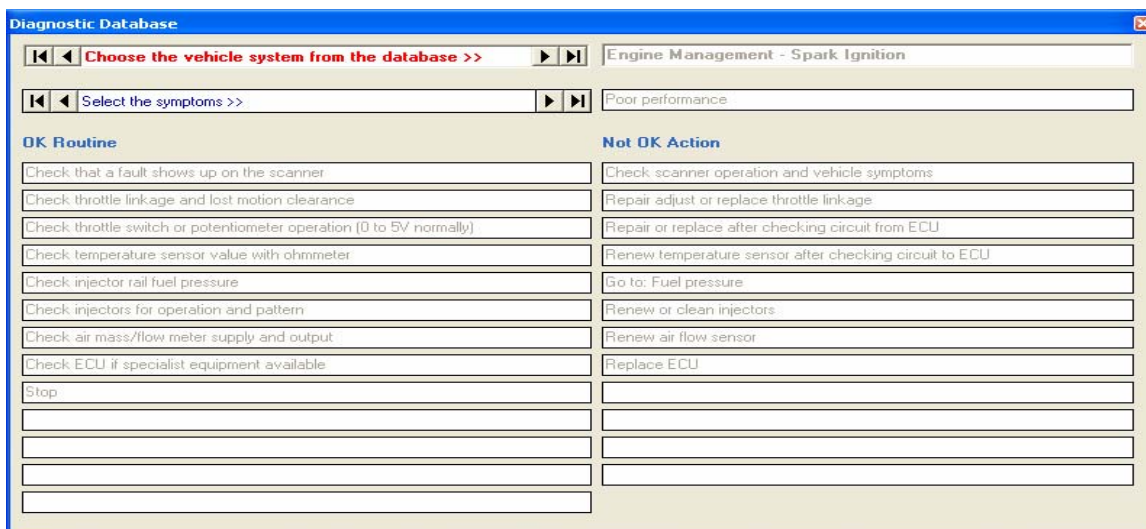 Diagnostic Database
Choose the vehicle system from the database >>
Engine Management - Spark Ignition
Select the symptoms >>
Poor performance
OK Routine
Not OK Action
Check that a fault shows up on the scanner
Check scanner operation and vehicle symptoms
Check throttle linkage and lost motion clearance
Repair adjust or replace throttle linkage
Check throttle switch or potentiometer operation (0 to 5V normally)
Repair or replace after checking circuit from ECU
Check temperature sensor value with ohmmeter
Renew temperature sensor after checking circuit to ECU
Check injector rail fuel pressure
Go to: Fuel pressure
Check injectors for operation and pattern
Renew or clean injectors
Check air mass/flow meter supply and output
Renew air flow sensor
Check ECU if specialist equipment available
Replace ECU
Stop